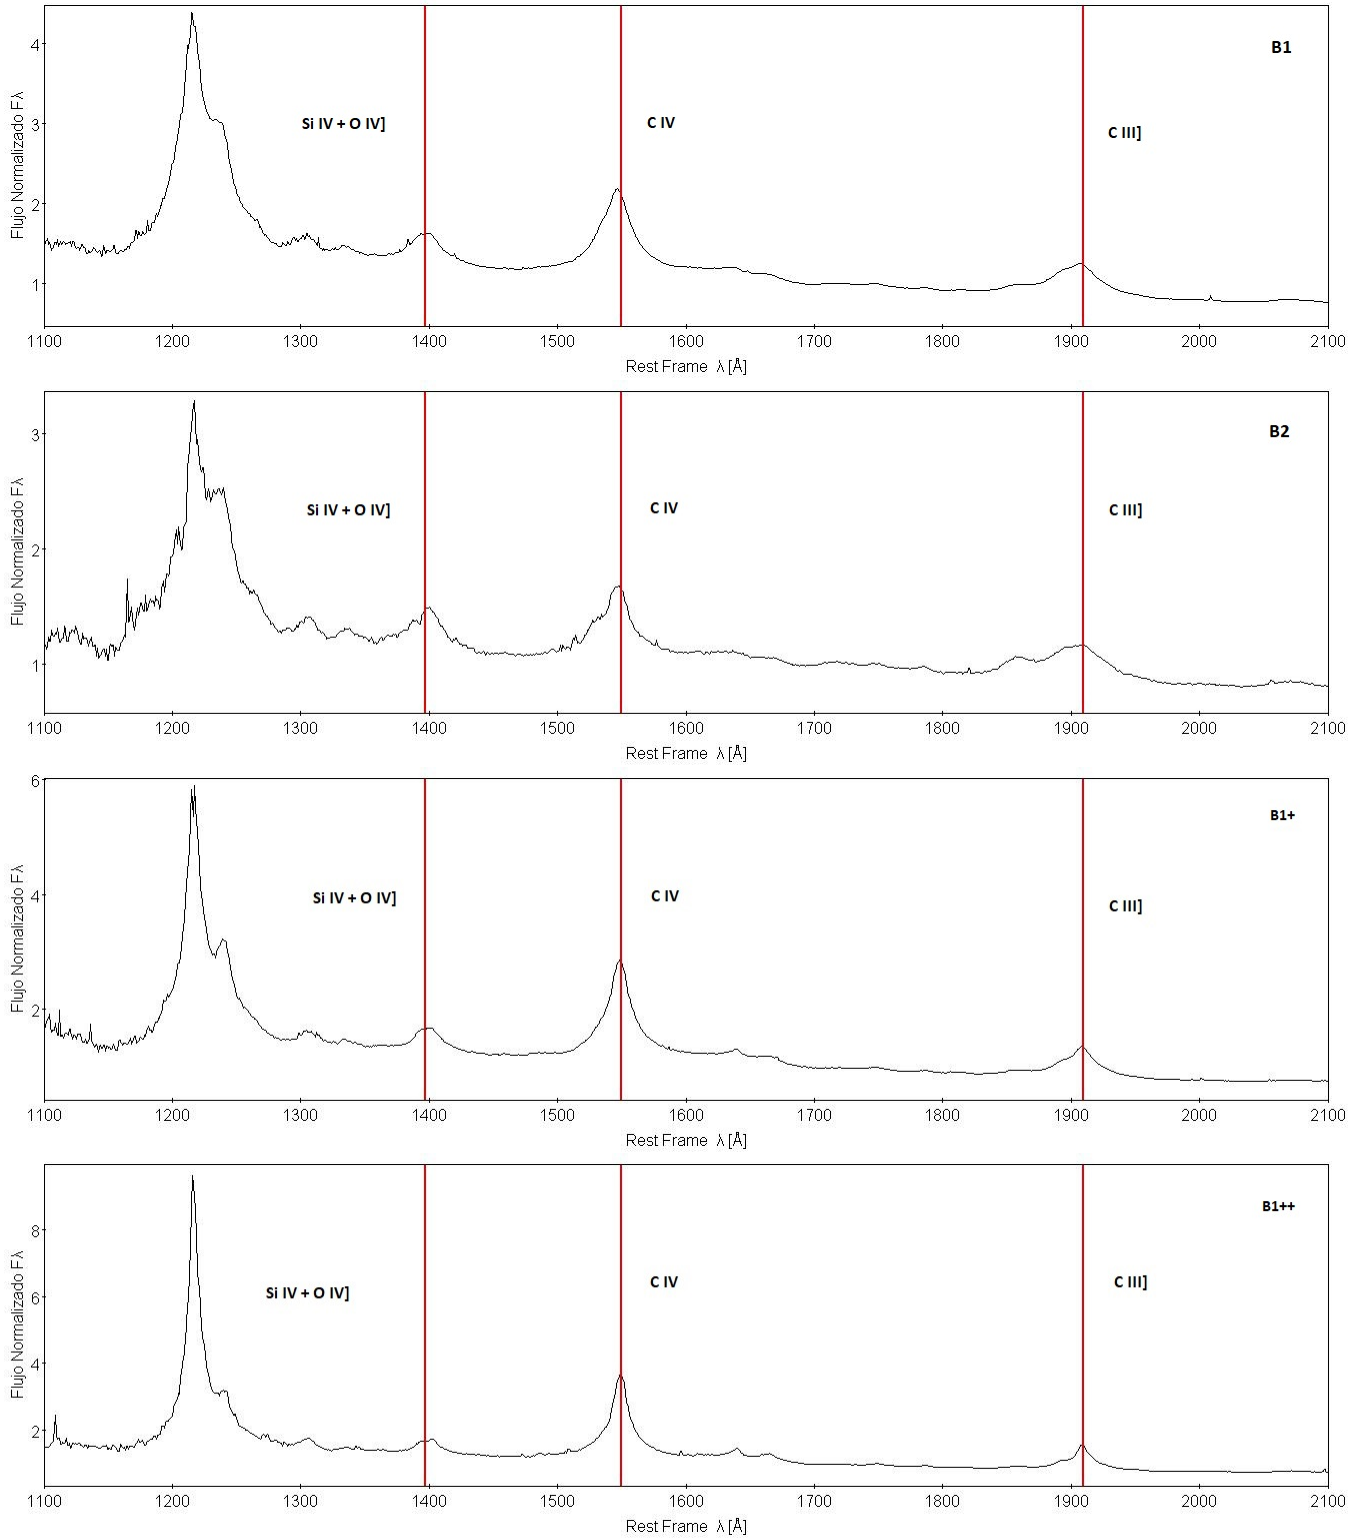 B1
Flujo Normalizado Fλ
4
3
2
1
Si IV + O IV]
C IV
C III]
1100 1200 1300 1400 1500 1600 1700 1800 1900 2000 2100
Rest Frame λ [Å]
B2
Flujo Normalizado Fλ
3
2
1
Si IV + O IV]
C IV
C III]
1100 1200 1300 1400 1500 1600 1700 1800 1900 2000 2100
Rest Frame λ [Å]
B1+
Flujo Normalizado Fλ
6
4
2
Si IV + O IV]
C IV
C III]
1100 1200 1300 1400 1500 1600 1700 1800 1900 2000 2100
Rest Frame λ [Å]
B1++
Flujo Normalizado Fλ
8
6
4
2
Si IV + O IV]
C IV
C III]
1100 1200 1300 1400 1500 1600 1700 1800 1900 2000 2100
Rest Frame λ [Å]